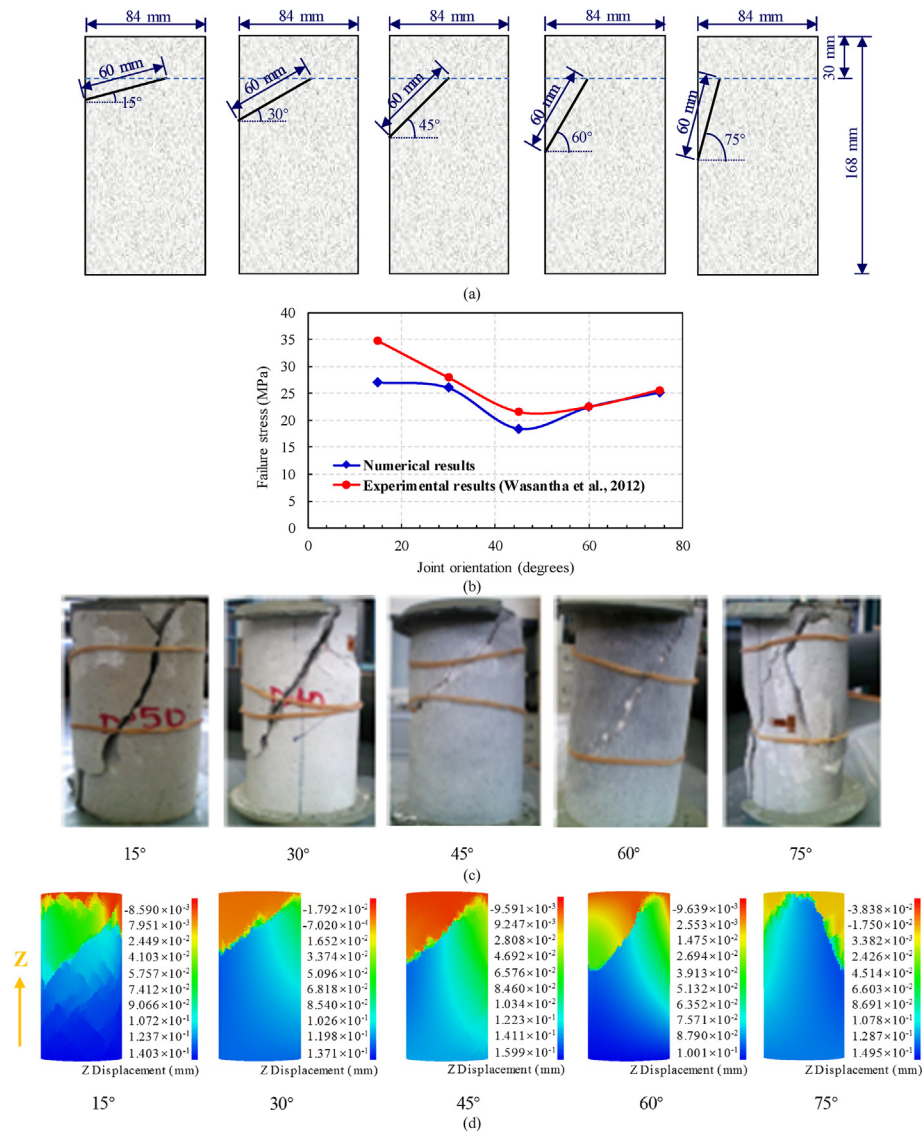 84 mm 84 mm 84 mm 84 mm 84 mm
60 mm 60 mm 60 mm 60 mm 60 mm 30 mm
15° 30° 45° 60° 75° 168 mm
(a)
40
35
30
25
20
15
10
5
0
Failure stress (MPa)
Numerical results
Experimental results (Wasantha et al., 2012)
0 20 40 60 80
Joint orientation (degrees)
(b)
15° 30° 45° 60° 75°
(c)
-8.590×10⁻³ -1.792×10⁻² -9.591×10⁻³ -9.639×10⁻³ -3.838×10⁻²
7.951×10⁻³ -7.020×10⁻⁴ 9.247×10⁻³ 2.553×10⁻³ -1.750×10⁻²
2.449×10⁻² 1.652×10⁻² 2.808×10⁻² 1.475×10⁻² 3.382×10⁻³
4.103×10⁻² 3.374×10⁻² 4.692×10⁻² 2.694×10⁻² 2.426×10⁻²
5.757×10⁻² 5.096×10⁻² 6.576×10⁻² 3.913×10⁻² 4.514×10⁻²
7.412×10⁻² 6.818×10⁻² 8.460×10⁻² 5.132×10⁻² 6.603×10⁻²
9.066×10⁻² 8.540×10⁻² 1.034×10⁻² 6.352×10⁻² 8.691×10⁻²
1.072×10⁻¹ 1.026×10⁻¹ 1.223×10⁻¹ 7.571×10⁻² 1.078×10⁻¹
1.237×10⁻¹ 1.198×10⁻¹ 1.411×10⁻¹ 8.790×10⁻² 1.287×10⁻¹
1.403×10⁻¹ 1.371×10⁻¹ 1.599×10⁻¹ 1.001×10⁻¹ 1.495×10⁻¹
Z
Z Displacement (mm) Z Displacement (mm) Z Displacement (mm) Z Displacement (mm) Z Displacement (mm)
15° 30° 45° 60° 75°
(d)